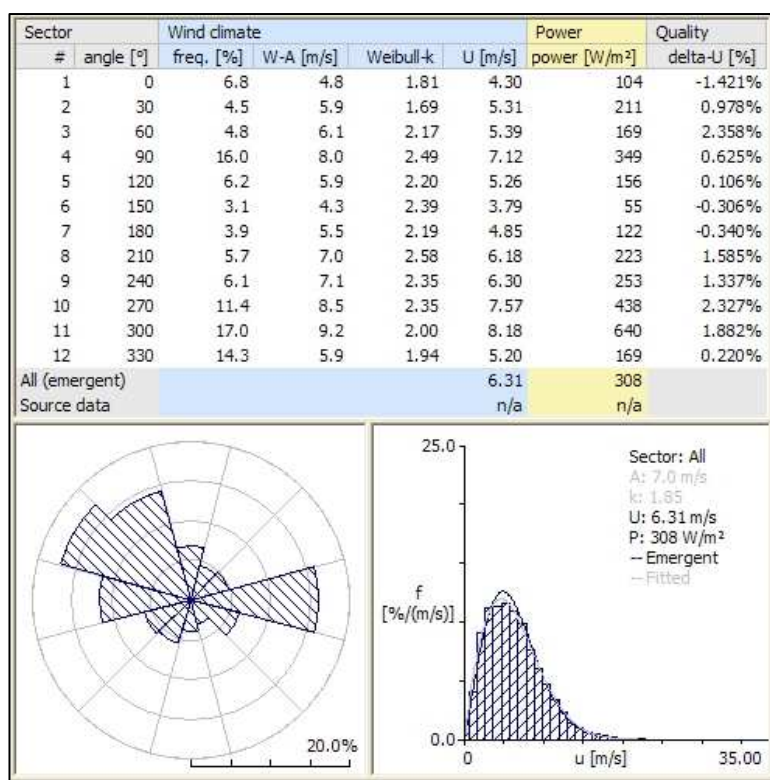 Sector Wind climate Power Quality
# angle [º] freq. [%] W-A [m/s] Weibull-k U [m/s] power [W/m²] delta-U [%]
1 0 6.8 4.8 1.81 4.30 104 -1.421%
2 30 4.5 5.9 1.69 5.31 211 0.978%
3 60 4.8 6.1 2.17 5.39 169 2.358%
4 90 16.0 8.0 2.49 7.12 349 0.625%
5 120 6.2 5.9 2.20 5.26 156 0.106%
6 150 3.1 4.3 2.39 3.79 55 -0.306%
7 180 3.9 5.5 2.19 4.85 122 -0.340%
8 210 5.7 7.0 2.58 6.18 223 1.585%
9 240 6.1 7.1 2.35 6.30 253 1.337%
10 270 11.4 8.5 2.35 7.57 438 2.327%
11 300 17.0 9.2 2.00 8.18 640 1.882%
12 330 14.3 5.9 1.94 5.20 169 0.220%
All (emergent) 6.31 308
Source data n/a n/a
20.0%
25.0
Sector: All
A: 7.0 m/s
k: 1.85
U: 6.31 m/s
P: 308 W/m²
-- Emergent
-- Fitted
f
[%/(m/s)]
0.0
0 u [m/s] 35.00